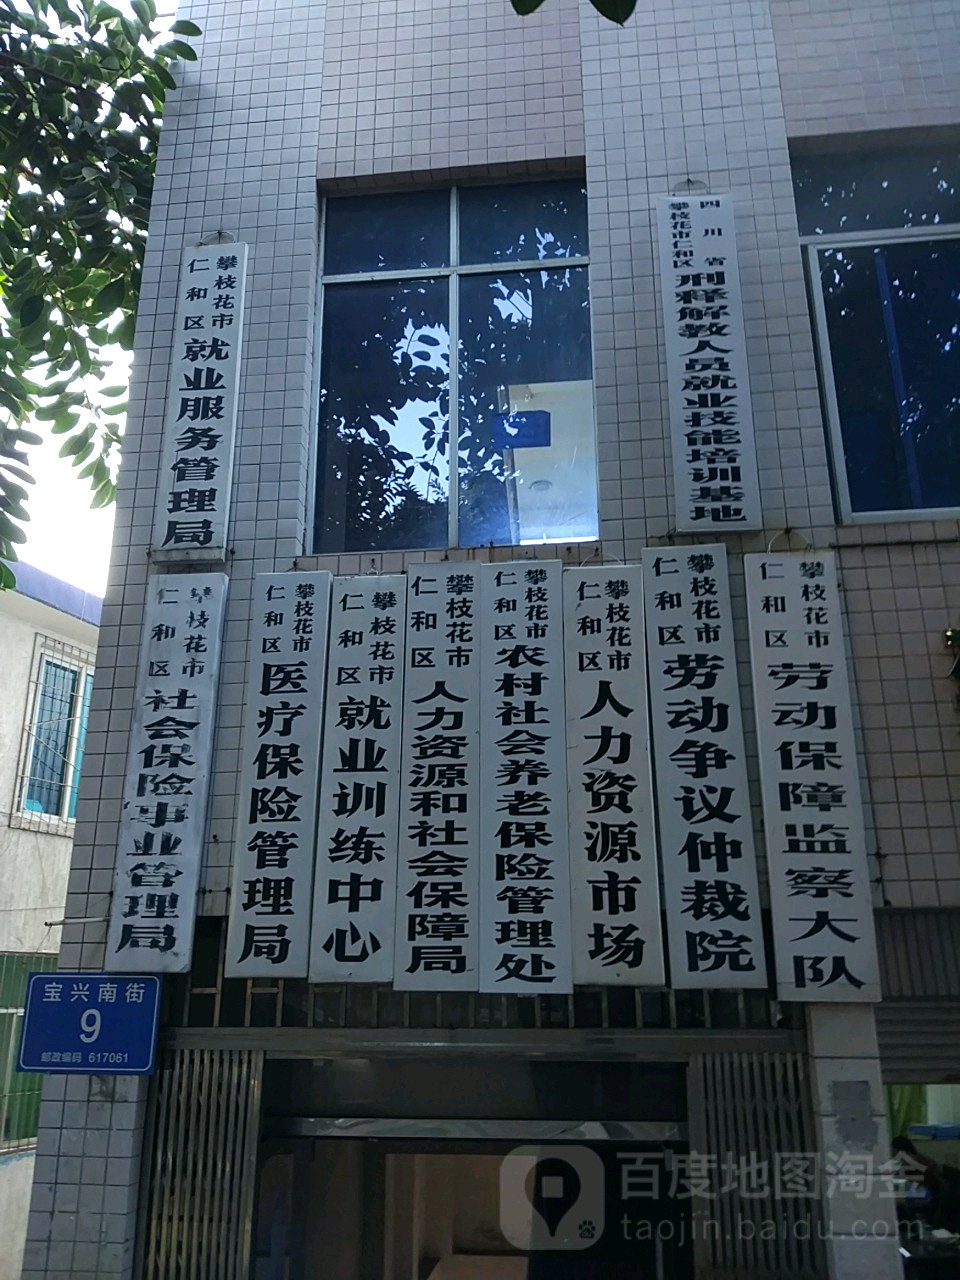 攀枝花市
仁和区
就业服务管理局
四川省
攀枝花市仁和区
刑释解教人员就业技能培训基地
攀枝花市
仁和区
社会保险事业管理局
攀枝花市
仁和区
医疗保险管理局
攀枝花市
仁和区
就业训练中心
攀枝花市
仁和区
人力资源和社会保障局
攀枝花市
仁和区
农村社会养老保险管理处
攀枝花市
仁和区
人力资源市场
攀枝花市
仁和区
劳动争议仲裁院
攀枝花市
仁和区
劳动保障监察大队
宝兴南街
9
邮政编码 617061
百度地图淘金
taojin.baidu.com